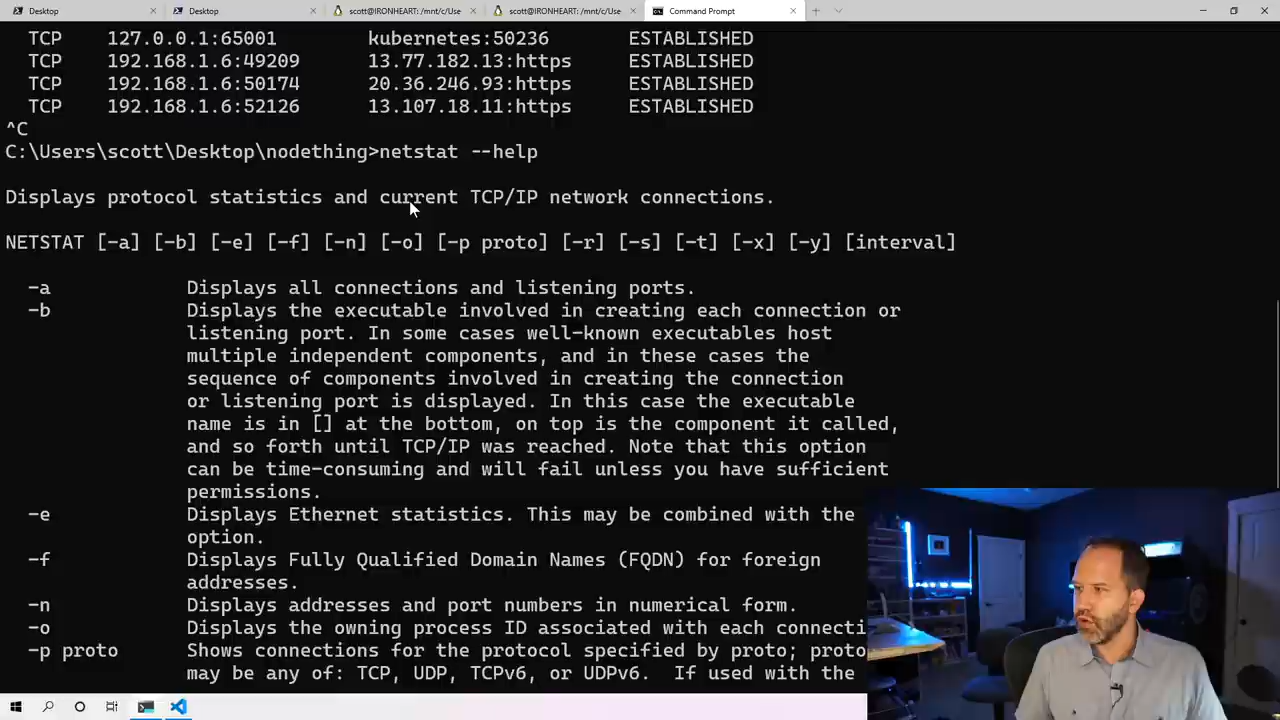 Desktop
Desktop
scott@IRONHEART: /mnt/c/Use
scott@IRONHEART: /mnt/c/Use
Command Prompt
TCP 127.0.0.1:65001 kubernetes:50236 ESTABLISHED
TCP 192.168.1.6:49209 13.77.182.13:https ESTABLISHED
TCP 192.168.1.6:50174 20.36.246.93:https ESTABLISHED
TCP 192.168.1.6:52126 13.107.18.11:https ESTABLISHED
^C
C:\Users\scott\Desktop\nodething>netstat --help
Displays protocol statistics and current TCP/IP network connections.
NETSTAT [-a] [-b] [-e] [-f] [-n] [-o] [-p proto] [-r] [-s] [-t] [-x] [-y] [interval]
-a Displays all connections and listening ports.
-b Displays the executable involved in creating each connection or
listening port. In some cases well-known executables host
multiple independent components, and in these cases the
sequence of components involved in creating the connection
or listening port is displayed. In this case the executable
name is in [] at the bottom, on top is the component it called,
and so forth until TCP/IP was reached. Note that this option
can be time-consuming and will fail unless you have sufficient
permissions.
-e Displays Ethernet statistics. This may be combined with the
option.
-f Displays Fully Qualified Domain Names (FQDN) for foreign
addresses.
-n Displays addresses and port numbers in numerical form.
-o Displays the owning process ID associated with each connecti
-p proto Shows connections for the protocol specified by proto; proto
may be any of: TCP, UDP, TCPv6, or UDPv6. If used with the